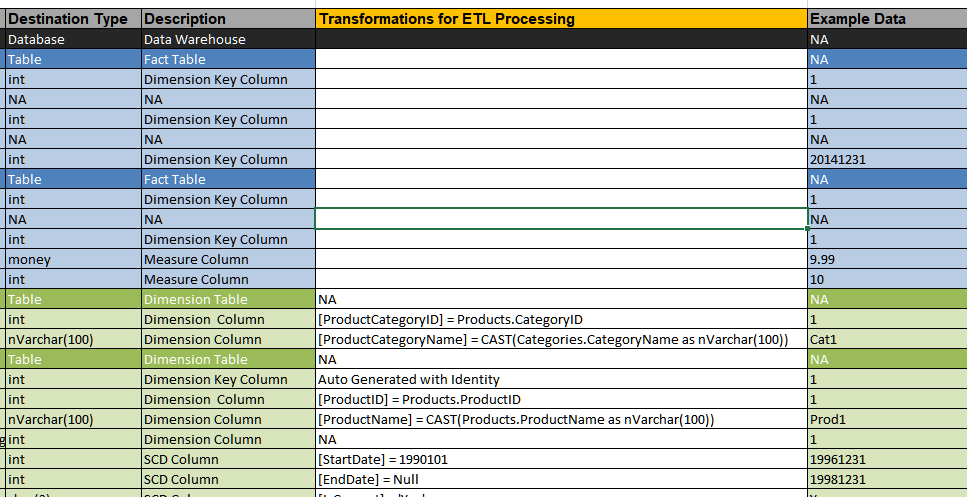 Destination Type Description Transformations for ETL Processing Example Data
Database Data Warehouse NA
Table Fact Table NA
int Dimension Key Column 1
NA NA NA
int Dimension Key Column 1
NA NA NA
int Dimension Key Column 20141231
Table Fact Table NA
int Dimension Key Column 1
NA NA NA
int Dimension Key Column 1
money Measure Column 9.99
int Measure Column 10
Table Dimension Table NA NA
int Dimension Column [ProductCategoryID] = Products.CategoryID 1
nVarchar(100) Dimension Column [ProductCategoryName] = CAST(Categories.CategoryName as nVarchar(100)) Cat1
Table Dimension Table NA NA
int Dimension Key Column Auto Generated with Identity 1
int Dimension Column [ProductID] = Products.ProductID 1
nVarchar(100) Dimension Column [ProductName] = CAST(Products.ProductName as nVarchar(100)) Prod1
g int Dimension Column NA 1
int SCD Column [StartDate] = 1990101 19961231
int SCD Column [EndDate] = Null 19981231